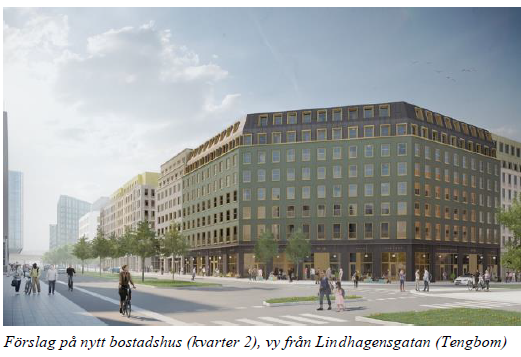 Förslag på nytt bostadshus (kvarter 2), vy från Lindhagensgatan (Tengbom)